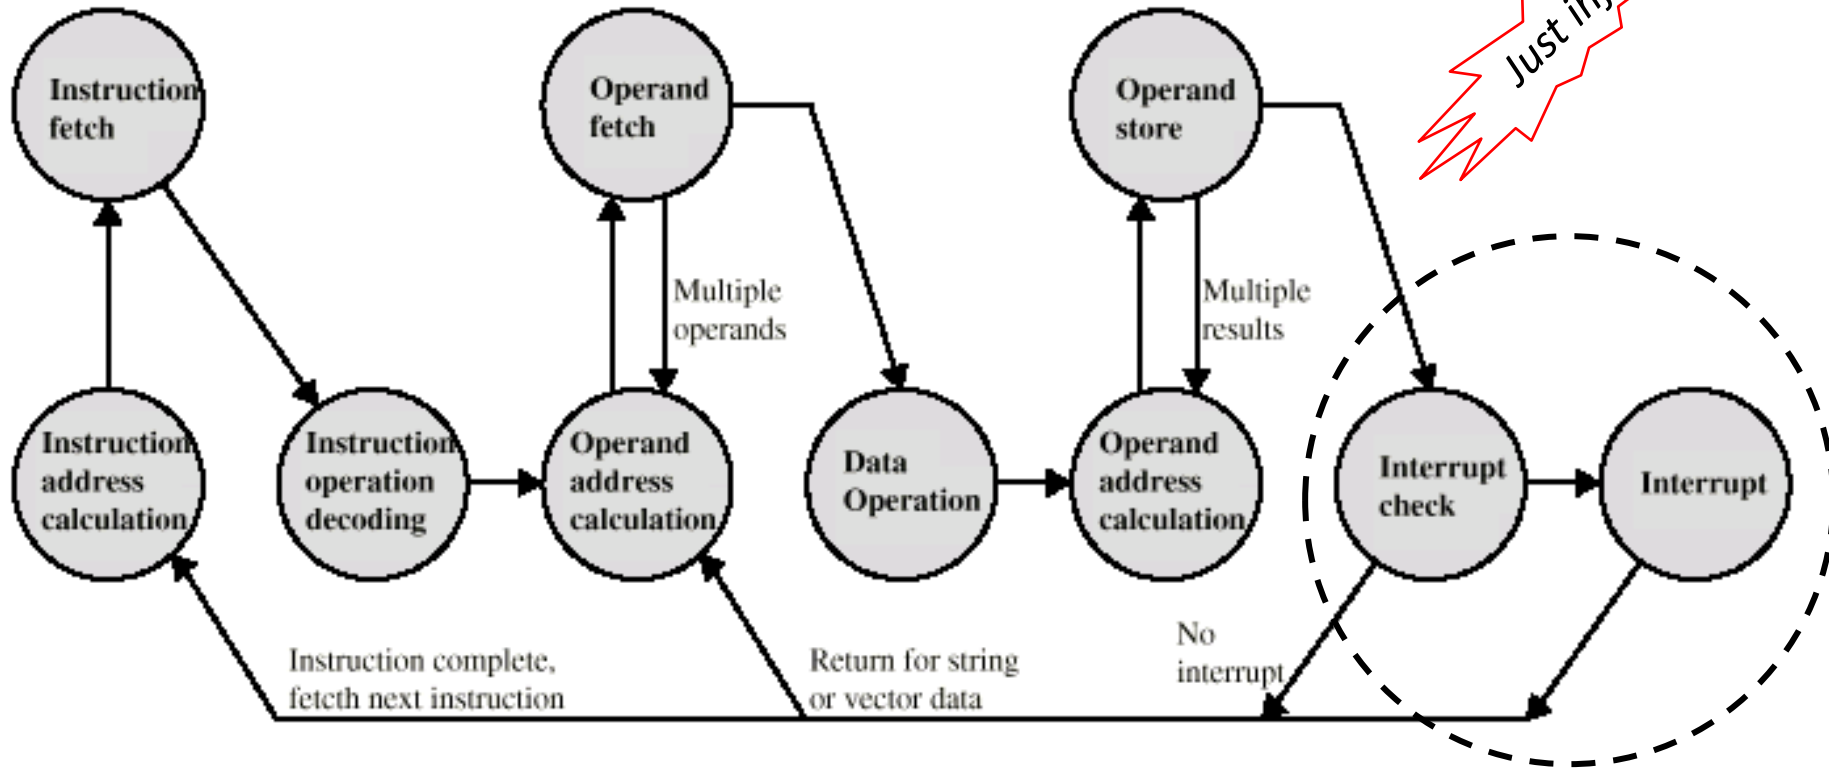 Instruction
fetch
Operand
fetch
Operand
store
Just
Multiple
operands
Multiple
results
Instruction
address
calculation
Instruction
operation
decoding
Operand
address
calculation
Data
Operation
Operand
address
calculation
Interrupt
check
Interrupt
Instruction complete,
fetcth next instruction
Return for string
or vector data
No
interrupt